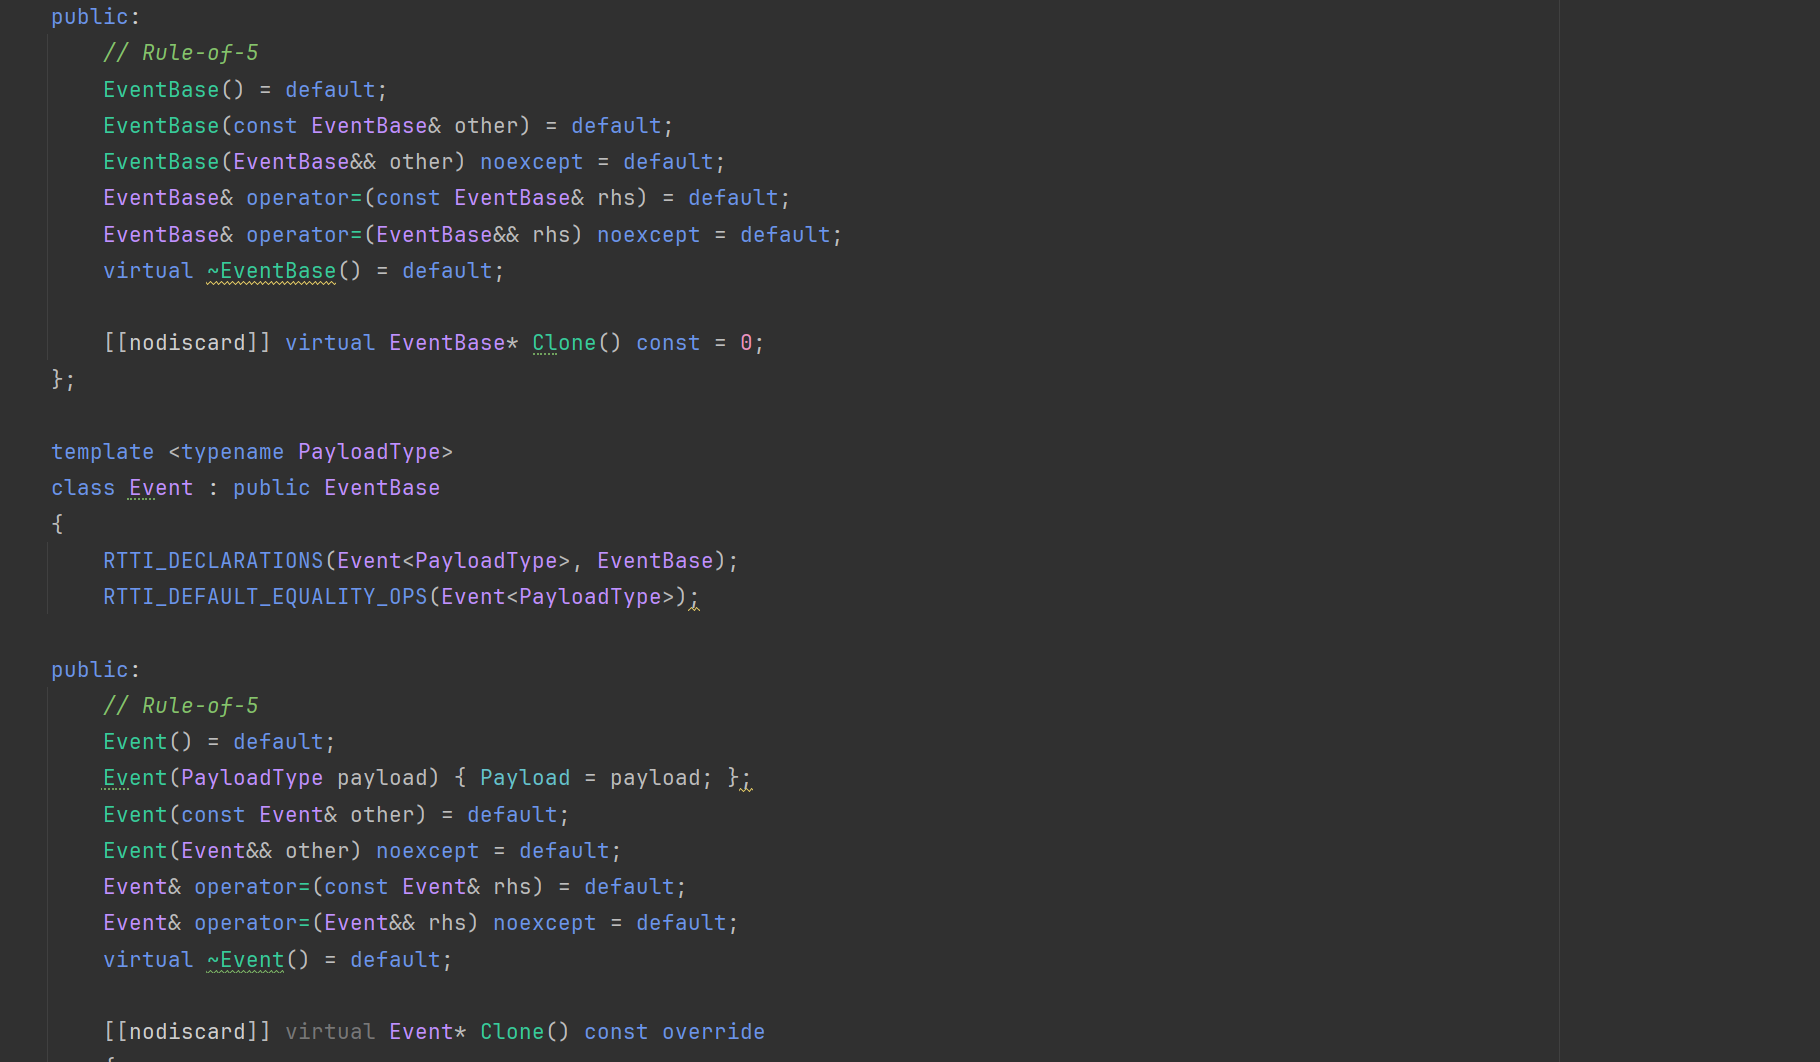 public:
    // Rule-of-5
    EventBase() = default;
    EventBase(const EventBase& other) = default;
    EventBase(EventBase&& other) noexcept = default;
    EventBase& operator=(const EventBase& rhs) = default;
    EventBase& operator=(EventBase&& rhs) noexcept = default;
    virtual ~EventBase() = default;
    [[nodiscard]] virtual EventBase* Clone() const = 0;
};
template <typename PayloadType>
class Event : public EventBase
{
    RTTI_DECLARATIONS(Event<PayloadType>, EventBase);
    RTTI_DEFAULT_EQUALITY_OPS(Event<PayloadType>);
public:
    // Rule-of-5
    Event() = default;
    Event(PayloadType payload) { Payload = payload; };
    Event(const Event& other) = default;
    Event(Event&& other) noexcept = default;
    Event& operator=(const Event& rhs) = default;
    Event& operator=(Event&& rhs) noexcept = default;
    virtual ~Event() = default;
    [[nodiscard]] virtual Event* Clone() const override